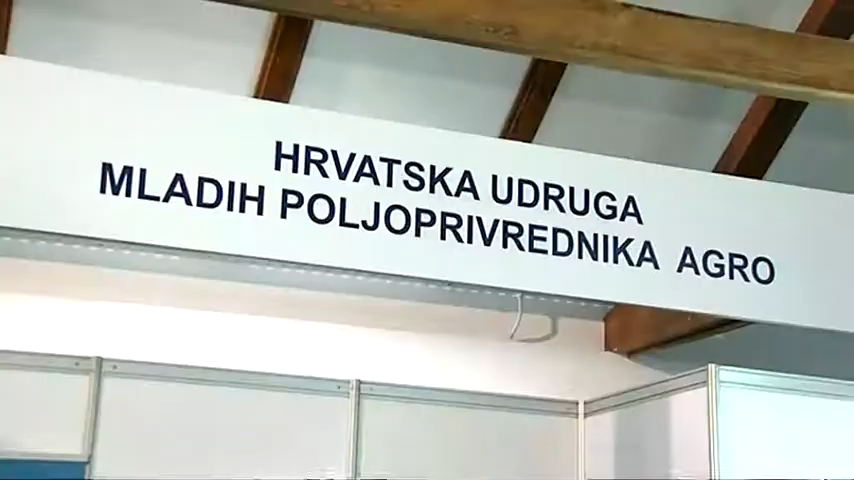 HRVATSKA UDRUGA
MLADIH POLJOPRIVREDNIKA AGRO